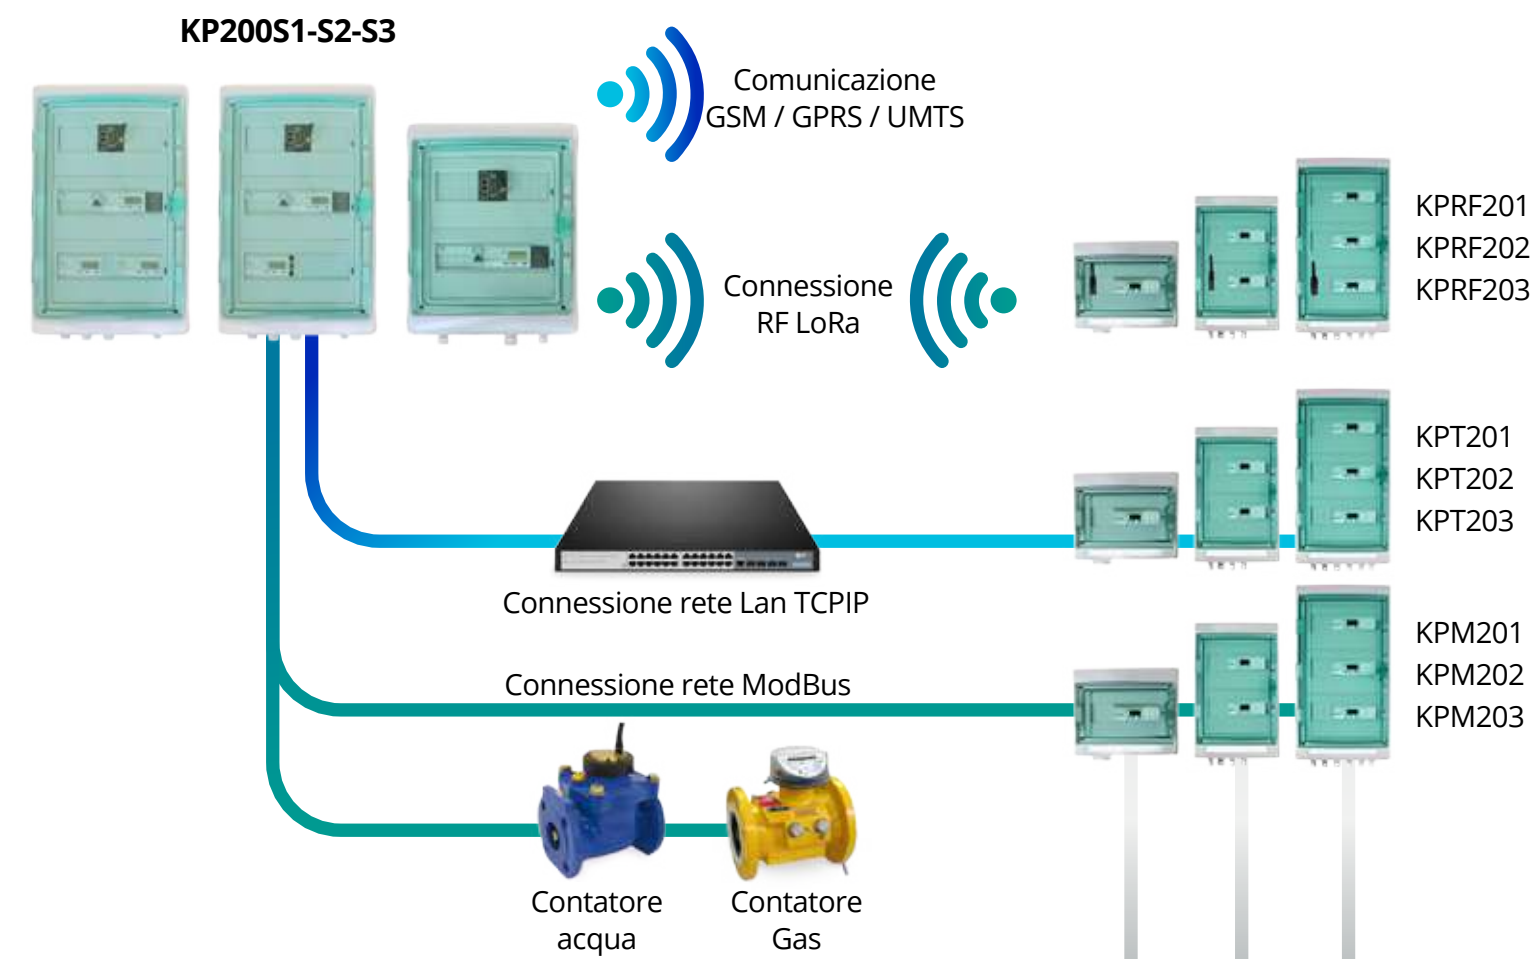 KP200S1-S2-S3
Comunicazione
GSM / GPRS / UMTS
Connessione
RF LoRa
KPRF201
KPRF202
KPRF203
KPT201
KPT202
KPT203
Connessione rete Lan TCPIP
Connessione rete ModBus
KPM201
KPM202
KPM203
Contatore
acqua
Contatore
Gas